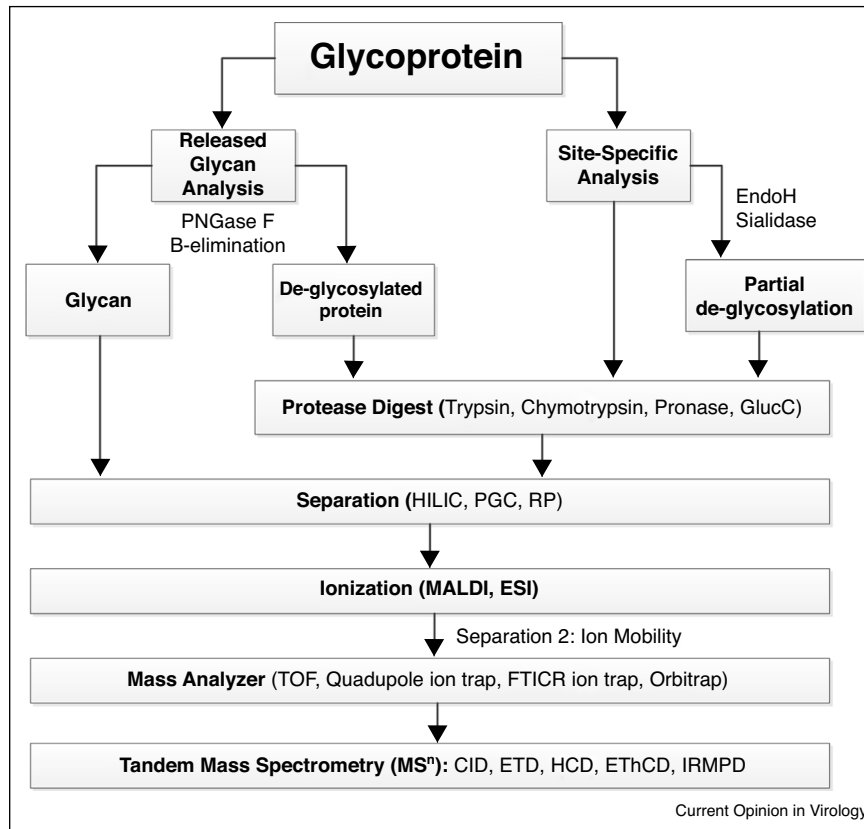 Glycoprotein
Released
Glycan
Analysis
Site-Specific
Analysis
PNGase F
B-elimination
EndoH
Sialidase
Glycan
De-glycosylated
protein
Partial
de-glycosylation
Protease Digest (Trypsin, Chymotrypsin, Pronase, GlucC)
Separation (HILIC, PGC, RP)
Ionization (MALDI, ESI)
Separation 2: Ion Mobility
Mass Analyzer (TOF, Quadupole ion trap, FTICR ion trap, Orbitrap)
Tandem Mass Spectrometry (MSⁿ): CID, ETD, HCD, EThCD, IRMPD
Current Opinion in Virology